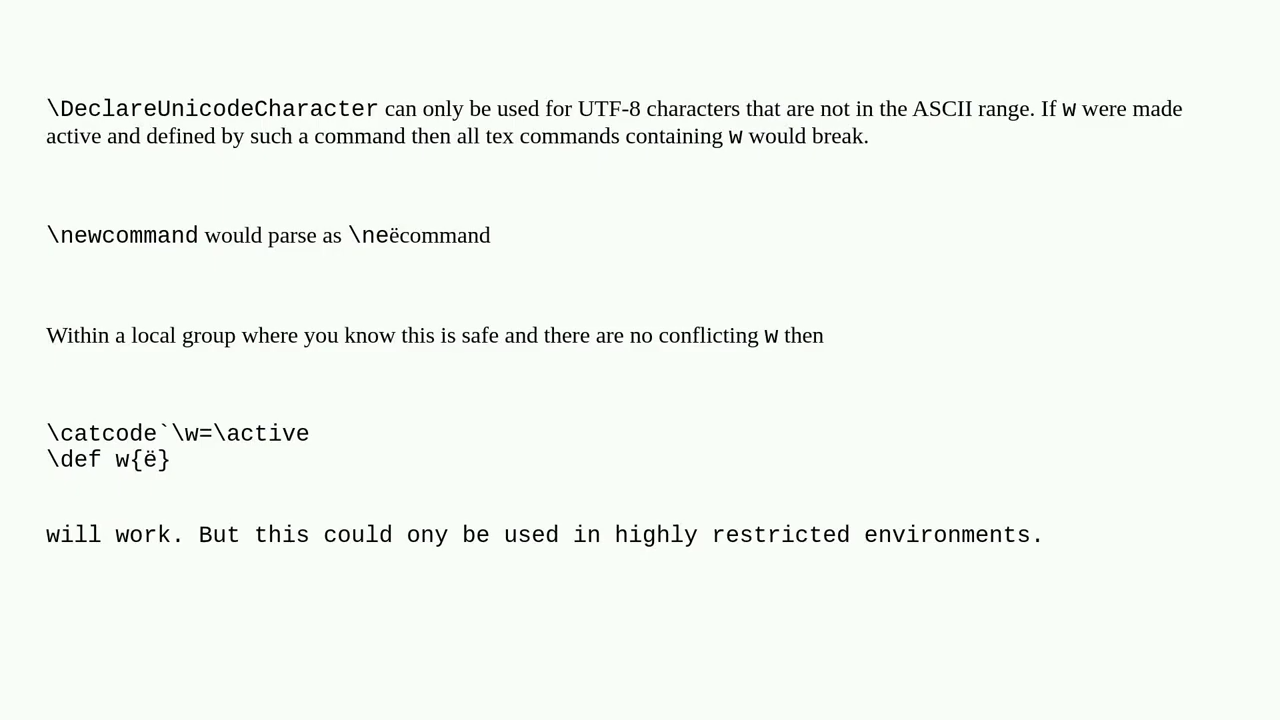 \DeclareUnicodeCharacter can only be used for UTF-8 characters that are not in the ASCII range. If w were made
active and defined by such a command then all tex commands containing w would break.
\newcommand would parse as \neëcommand
Within a local group where you know this is safe and there are no conflicting w then
\catcode`\w=\active
\def w{ë}
will work. But this could ony be used in highly restricted environments.